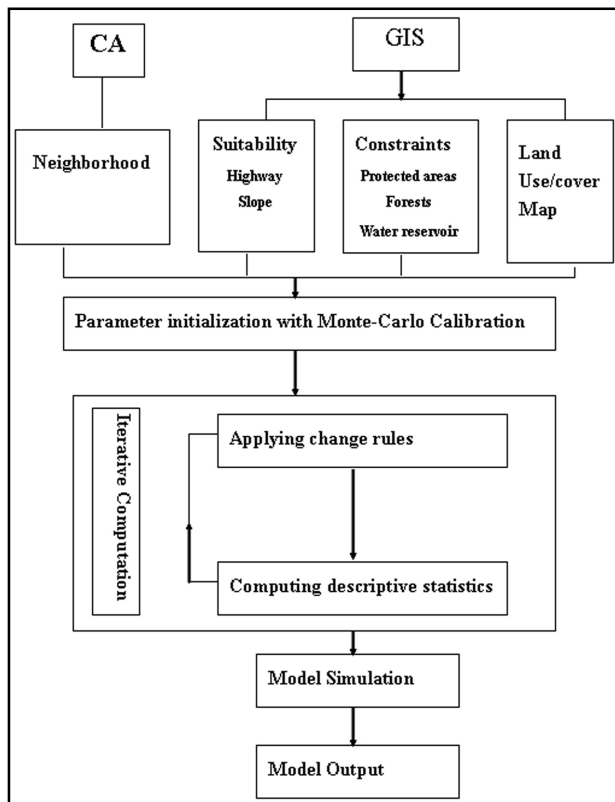 CA
GIS
Neighborhood
Suitability
Highway
Slope
Constraints
Protected areas
Forests
Water reservoir
Land
Use/cover
Map
Parameter initialization with Monte-Carlo Calibration
Iterative Computation
Applying change rules
Computing descriptive statistics
Model Simulation
Model Output